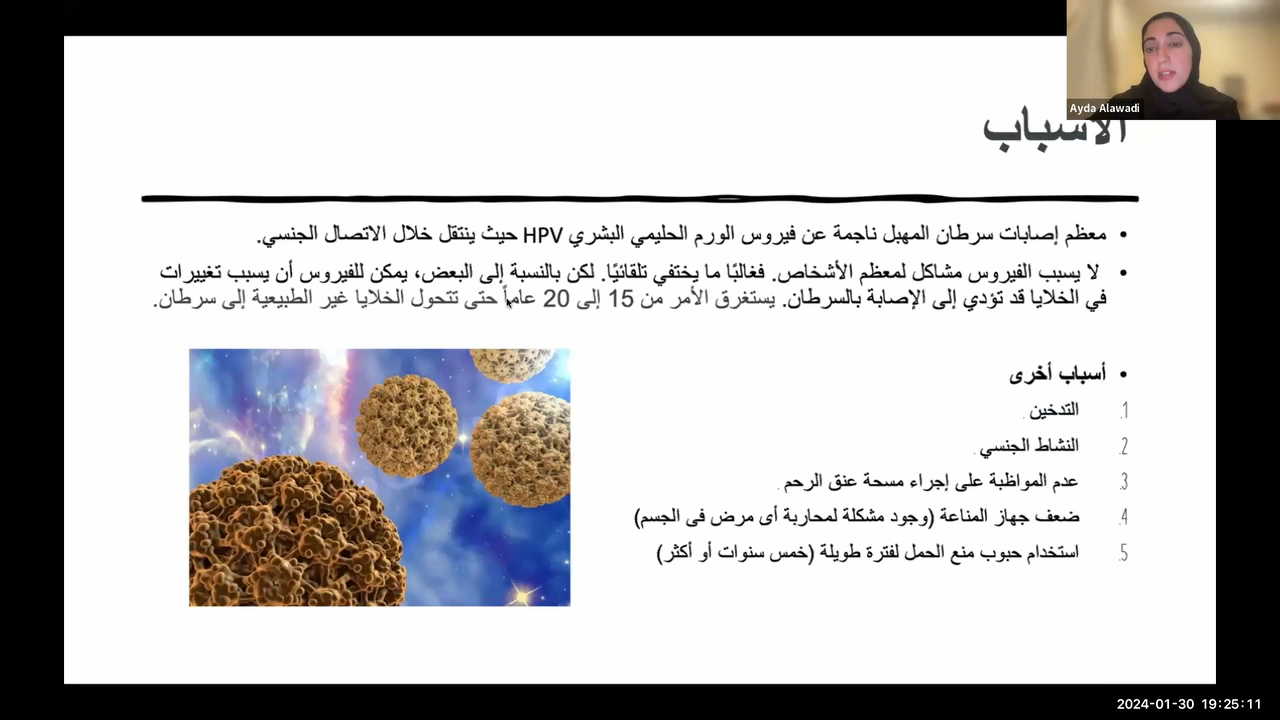 Ayda Alawadi
الأسباب
• معظم إصابات سرطان المهبل ناجمة عن فيروس الورم الحليمي البشري HPV حيث ينتقل خلال الاتصال الجنسي.
• لا يسبب الفيروس مشاكل لمعظم الأشخاص. فغالبًا ما يختفي تلقائيًا. لكن بالنسبة إلى البعض، يمكن للفيروس أن يسبب تغييرات
في الخلايا قد تؤدي إلى الإصابة بالسرطان. يستغرق الأمر من 15 إلى 20 عاماً حتى تتحول الخلايا غير الطبيعية إلى سرطان.
• أسباب أخرى
1. التدخين.
2. النشاط الجنسي.
3. عدم المواظبة على إجراء مسحة عنق الرحم.
4. ضعف جهاز المناعة (وجود مشكلة لمحاربة أى مرض فى الجسم)
5. استخدام حبوب منع الحمل لفترة طويلة (خمس سنوات أو أكثر)
2024-01-30 19:25:11